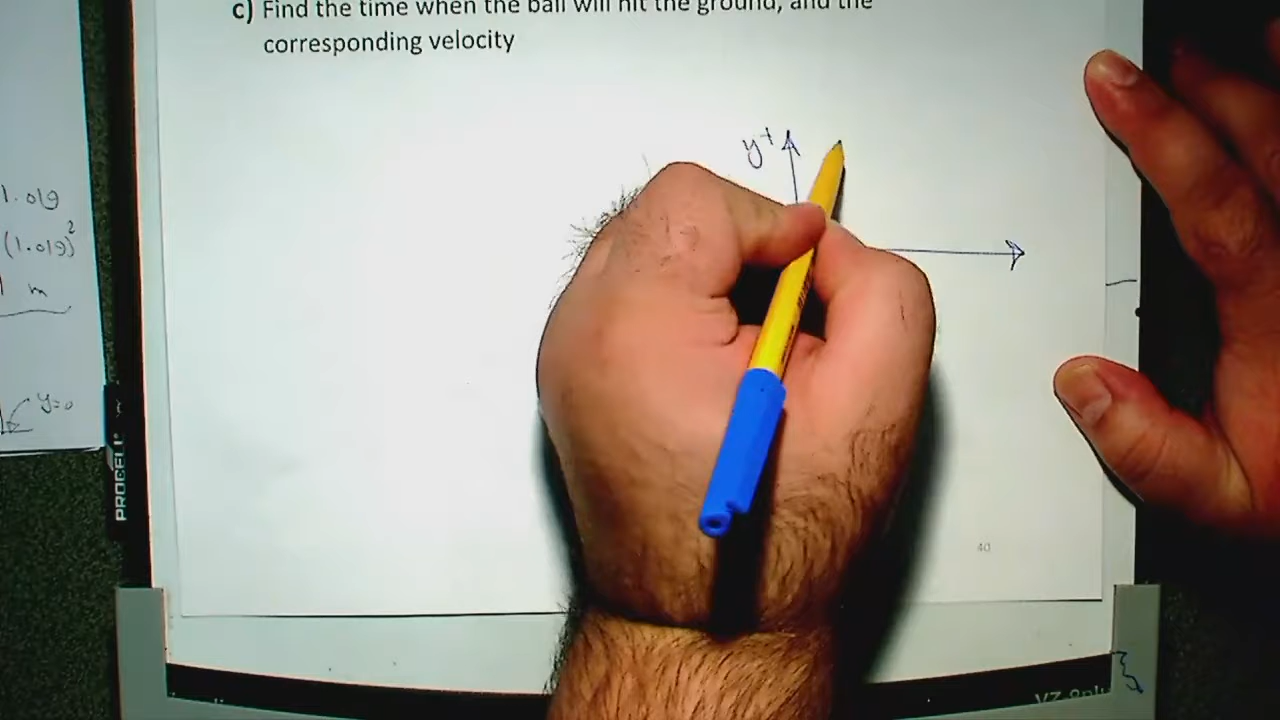 c) Find the time when the ball will hit the ground, and the
corresponding velocity
y+
1.019
(1.019)²
m
y=0
PROCELL
40